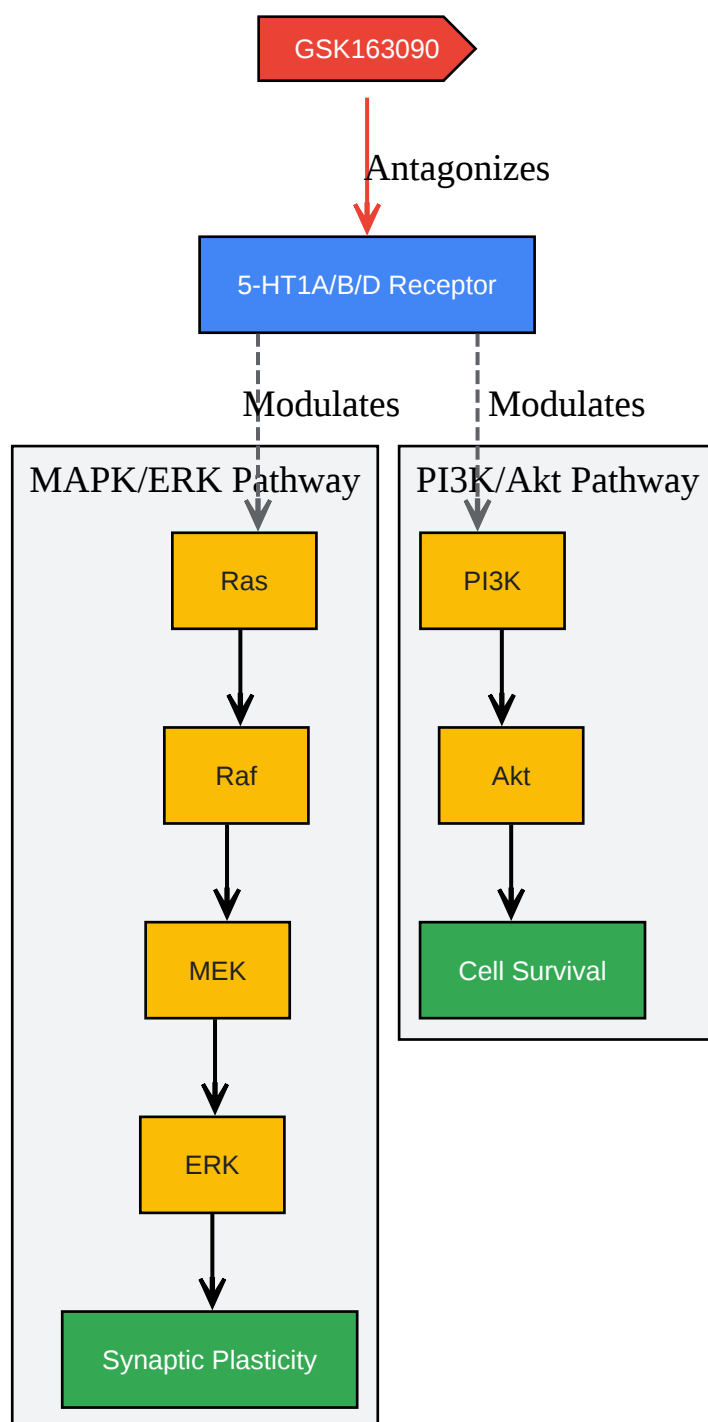 GSK163090
Antagonizes
5-HT1A/B/D Receptor
Modulates
Modulates
MAPK/ERK Pathway
PI3K/Akt Pathway
Ras
PI3K
Raf
Akt
MEK
Cell Survival
ERK
Synaptic Plasticity